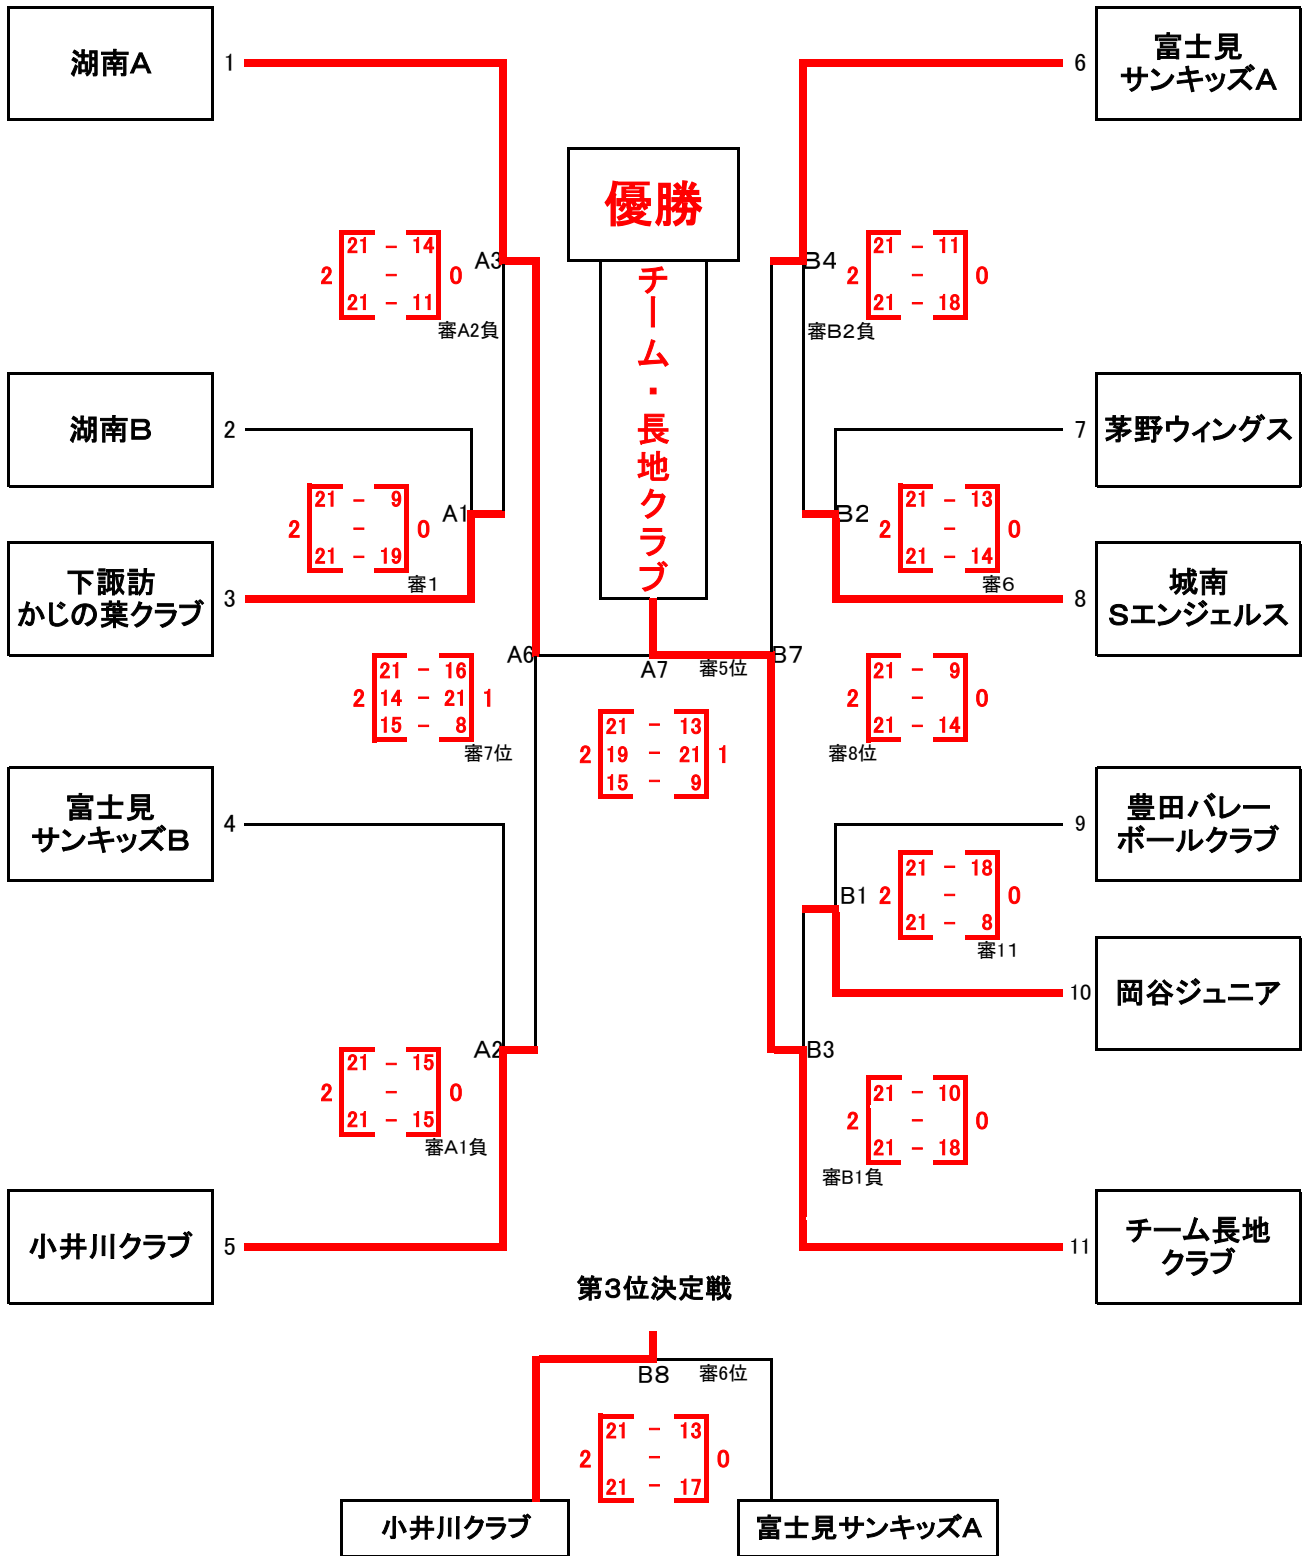 湖南A
1
6
富士見
サンキッズA
優勝
チーム・長地クラブ
21 - 14
A3
2 - 0
21 - 11
審A2負
B4
21 - 11
2 - 0
21 - 18
審B2負
湖南B
2
7
茅野ウィングス
21 - 9
A1
2 - 0
21 - 19
審1
B2
21 - 13
2 - 0
21 - 14
審6
下諏訪
かじの葉クラブ
3
8
城南
Sエンジェルス
A6
21 - 16
2 14 - 21 1
15 - 8
審7位
A7
審5位
21 - 13
2 19 - 21 1
15 - 9
B7
21 - 9
2 - 0
21 - 14
審8位
富士見
サンキッズB
4
9
豊田バレー
ボールクラブ
B1
21 - 18
2 - 0
21 - 8
審11
10
岡谷ジュニア
A2
21 - 15
2 - 0
21 - 15
審A1負
B3
21 - 10
2 - 0
21 - 18
審B1負
小井川クラブ
5
11
チーム長地
クラブ
第3位決定戦
B8
審6位
21 - 13
2 - 0
21 - 17
小井川クラブ
富士見サンキッズA